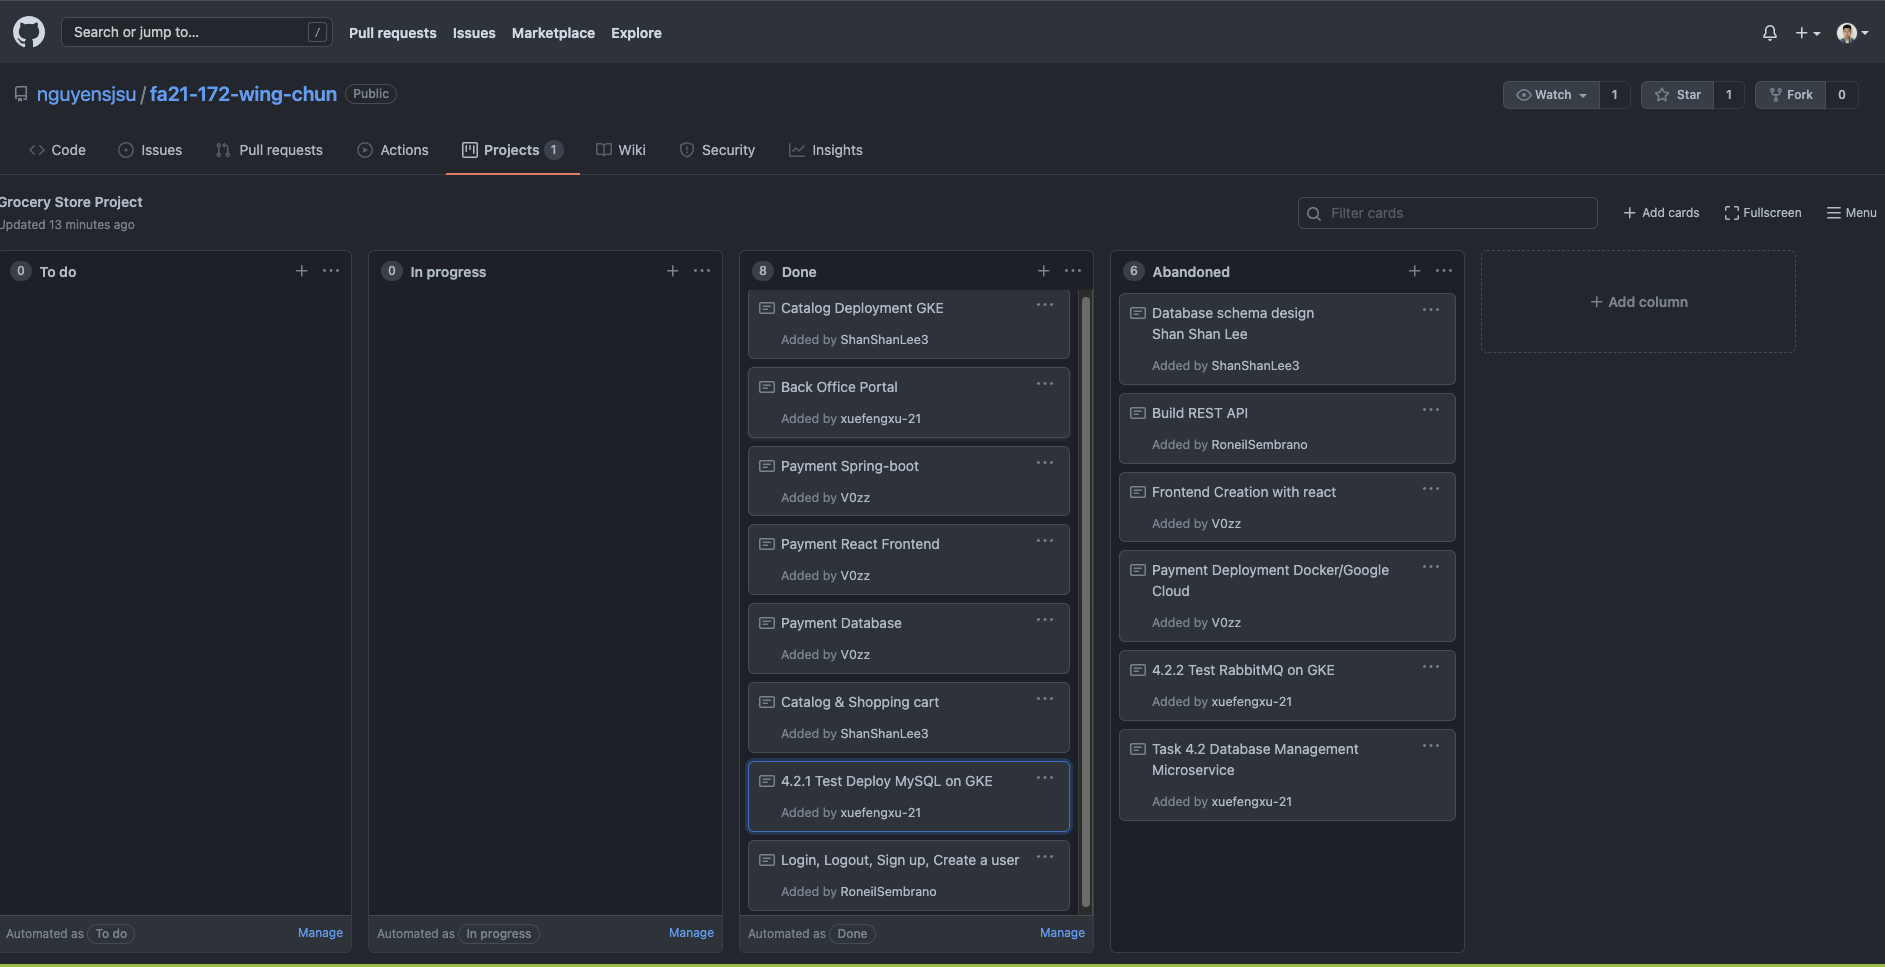 Search or jump to... /
Pull requests Issues Marketplace Explore
nguyensjsu / fa21-172-wing-chun Public
Watch 1 Star 1 Fork 0
Code Issues Pull requests Actions Projects 1 Wiki Security Insights
Grocery Store Project
Updated 13 minutes ago
Filter cards
Add cards Fullscreen Menu
0 To do
Automated as To do Manage
0 In progress
Automated as In progress Manage
8 Done
Catalog Deployment GKE
Added by ShanShanLee3
Back Office Portal
Added by xuefengxu-21
Payment Spring-boot
Added by V0zz
Payment React Frontend
Added by V0zz
Payment Database
Added by V0zz
Catalog & Shopping cart
Added by ShanShanLee3
4.2.1 Test Deploy MySQL on GKE
Added by xuefengxu-21
Login, Logout, Sign up, Create a user
Added by RoneilSembrano
Automated as Done Manage
6 Abandoned
Database schema design
Shan Shan Lee
Added by ShanShanLee3
Build REST API
Added by RoneilSembrano
Frontend Creation with react
Added by V0zz
Payment Deployment Docker/Google
Cloud
Added by V0zz
4.2.2 Test RabbitMQ on GKE
Added by xuefengxu-21
Task 4.2 Database Management
Microservice
Added by xuefengxu-21
Add column